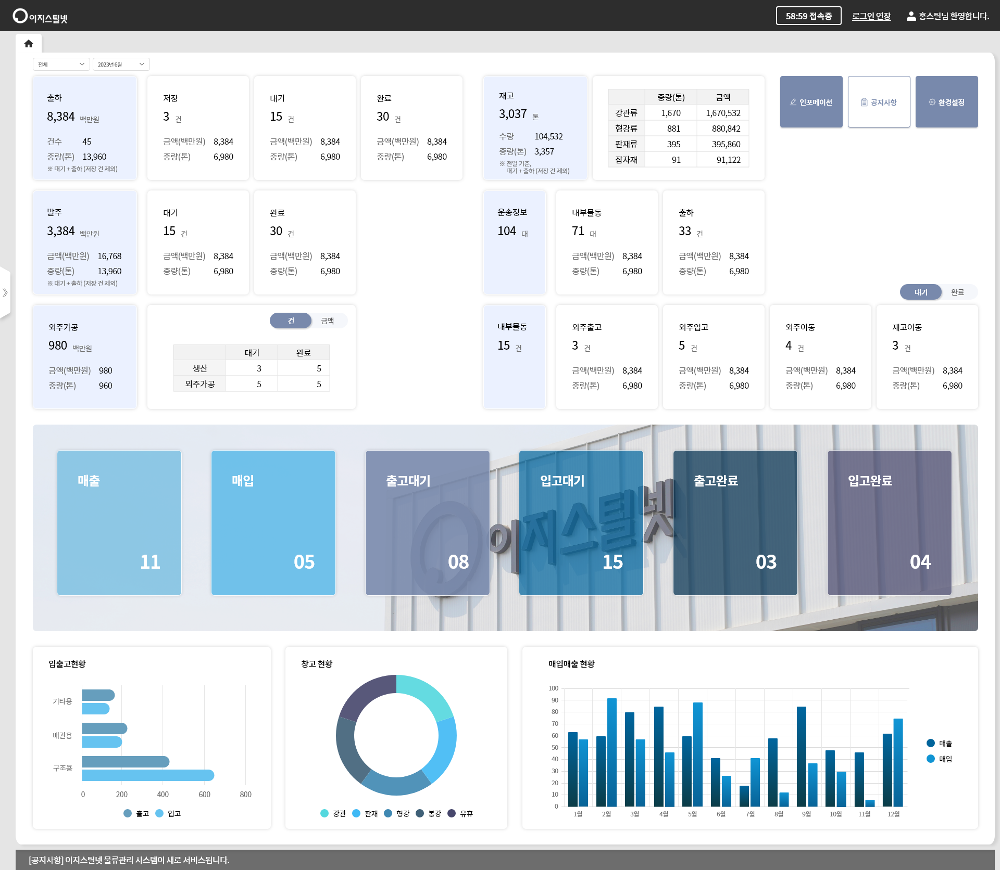 이지스틸넷
58:59 접속중
로그인 연장
홍스틸님 환영합니다.
전체
2023년 6월
출하
8,384 백만원
건수 45
중량(톤) 13,960
※ 대기 + 출하 (저장 건 제외)
저장
3 건
금액(백만원) 8,384
중량(톤) 6,980
대기
15 건
금액(백만원) 8,384
중량(톤) 6,980
완료
30 건
금액(백만원) 8,384
중량(톤) 6,980
재고
3,037 톤
수량 104,532
중량(톤) 3,357
※ 전일 기준,
대기 + 출하 (저장 건 제외)
중량(톤) 금액
강관류 1,670 1,670,532
형강류 881 880,842
판재류 395 395,860
잡자재 91 91,122
인포메이션
공지사항
환경설정
발주
3,384 백만원
금액(백만원) 16,768
중량(톤) 13,960
※ 대기 + 출하 (저장 건 제외)
대기
15 건
금액(백만원) 8,384
중량(톤) 6,980
완료
30 건
금액(백만원) 8,384
중량(톤) 6,980
운송정보
104 대
내부물동
71 대
금액(백만원) 8,384
중량(톤) 6,980
출하
33 건
금액(백만원) 8,384
중량(톤) 6,980
대기 완료
외주가공
980 백만원
금액(백만원) 980
중량(톤) 960
건 금액
대기 완료
생산 3 5
외주가공 5 5
내부물동
15 건
외주출고
3 건
금액(백만원) 8,384
중량(톤) 6,980
외주입고
5 건
금액(백만원) 8,384
중량(톤) 6,980
외주이동
4 건
금액(백만원) 8,384
중량(톤) 6,980
재고이동
3 건
금액(백만원) 8,384
중량(톤) 6,980
매출
11
매입
05
출고대기
08
입고대기
15
출고완료
03
입고완료
04
이지스틸넷
입출고현황
기타용
배관용
구조용
0 200 400 600 800
출고 입고
창고 현황
강관 판재 형강 봉강 유휴
매입매출 현황
100
90
80
70
60
50
40
30
20
10
0
1월 2월 3월 4월 5월 6월 7월 8월 9월 10월 11월 12월
매출
매입
[공지사항] 이지스틸넷 물류관리 시스템이 새로 서비스됩니다.